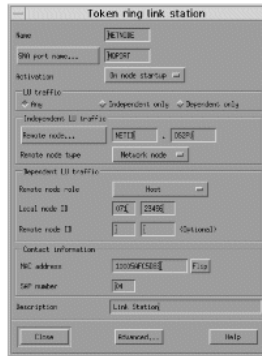 Token ring link station
Name NETNODE
SNA port name...
Activation On node startup
LU traffic
Any Independent only Dependent only
Independent LU traffic
Remote node...
Remote node type Network node
Dependent LU traffic
Remote node role Host
Local node ID 071 23456
Remote node ID (Optional)
Contact information
MAC address Flip
SAP number 04
Description Link Station
Close Advanced... Help